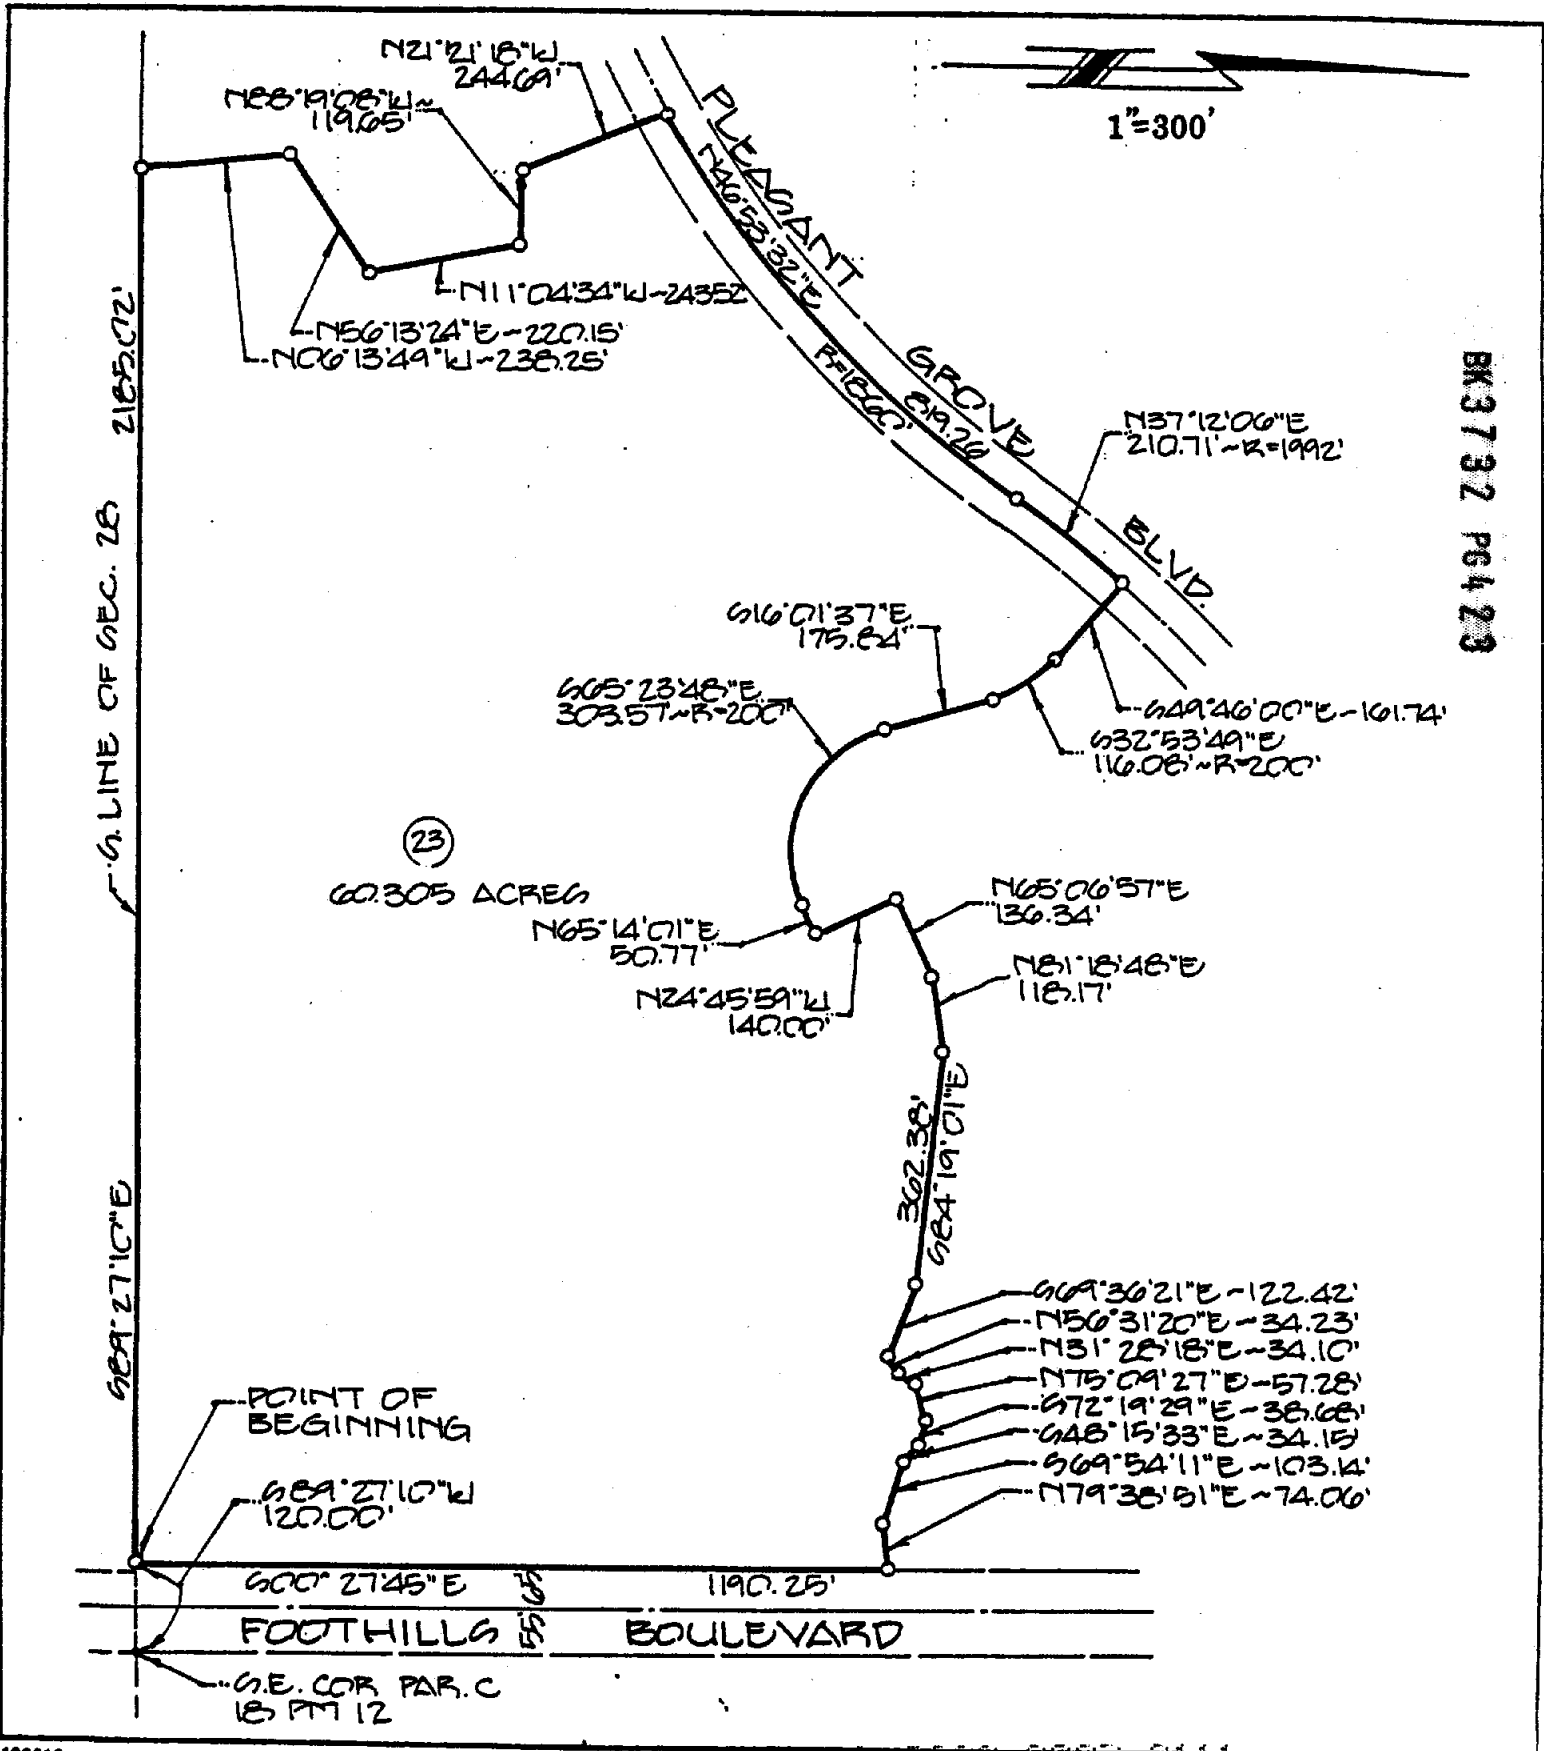 N21°21'18"W
244.69'
N88°19'08"W~
119.65'
1"=300'
PLEASANT
GROVE
BLVD.
N46°53'32"E
819.26
R=1860'
N11°04'34"W~243.52'
N56°13'24"E~220.15'
N06°13'49"W~238.25'
2185.02'
S89°27'10"E
S. LINE OF SEC. 28
N37°12'06"E
210.71'~R=1992'
BK3732 PG423
S16°01'37"E
175.84'
S65°23'48"E
303.57'~R=200'
S49°46'00"E~161.74'
S32°53'49"E
116.08'~R=200'
23
60.305 ACRES
N65°06'57"E
136.34'
N65°14'01"E
50.77'
N81°18'48"E
118.17'
N24°45'59"W
140.00'
362.38'
S84°19'01"E
S69°36'21"E~122.42'
N56°31'20"E~34.23'
N31°28'18"E~34.10'
N75°09'27"E~57.28'
S72°19'29"E~38.68'
S48°15'33"E~34.15'
S69°54'11"E~103.14'
N79°38'51"E~74.06'
POINT OF
BEGINNING
S89°27'10"W
120.00'
S00°27'45"E
55' 65'
1190.25'
FOOTHILLS BOULEVARD
S.E. COR PAR. C
18 PM 12